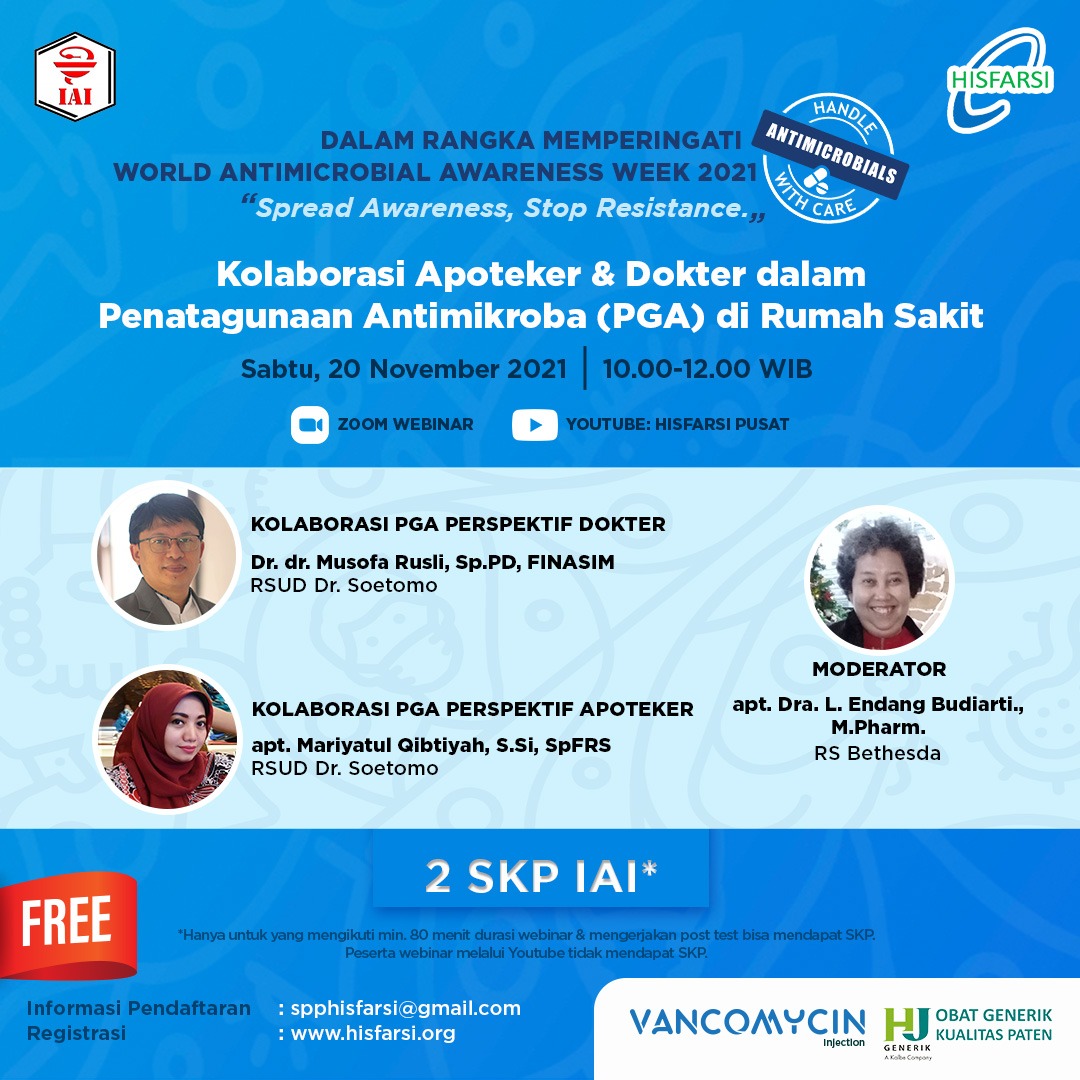 IAI
HISFARSI
HANDLE
ANTIMICROBIALS
WITH CARE
DALAM RANGKA MEMPERINGATI
WORLD ANTIMICROBIAL AWARENESS WEEK 2021
“Spread Awareness, Stop Resistance.„
Kolaborasi Apoteker & Dokter dalam
Penatagunaan Antimikroba (PGA) di Rumah Sakit
Sabtu, 20 November 2021 | 10.00-12.00 WIB
ZOOM WEBINAR
YOUTUBE: HISFARSI PUSAT
KOLABORASI PGA PERSPEKTIF DOKTER
Dr. dr. Musofa Rusli, Sp.PD, FINASIM
RSUD Dr. Soetomo
KOLABORASI PGA PERSPEKTIF APOTEKER
apt. Mariyatul Qibtiyah, S.Si, SpFRS
RSUD Dr. Soetomo
MODERATOR
apt. Dra. L. Endang Budiarti.,
M.Pharm.
RS Bethesda
2 SKP IAI*
FREE
*Hanya untuk yang mengikuti min. 80 menit durasi webinar & mengerjakan post test bisa mendapat SKP.
Peserta webinar melalui Youtube tidak mendapat SKP.
Informasi Pendaftaran : spphisfarsi@gmail.com
Registrasi : www.hisfarsi.org
VANCOMYCIN
Injection
HJ
GENERIK
A Kalbe Company
OBAT GENERIK
KUALITAS PATEN